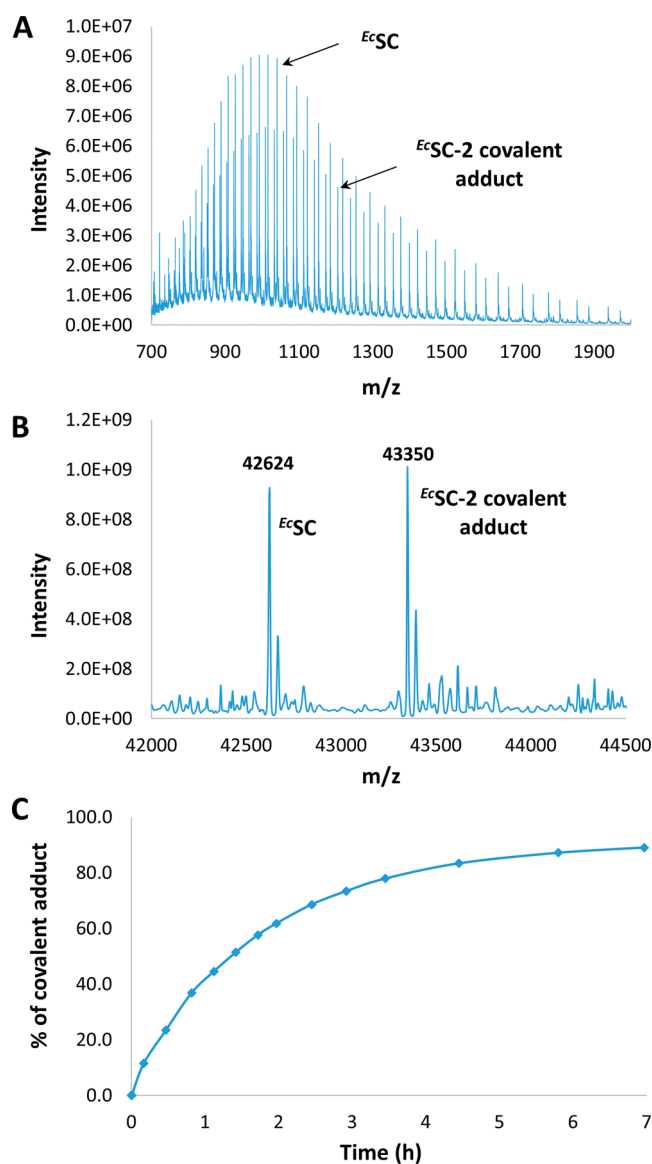 A
1.0E+07
9.0E+06
8.0E+06
7.0E+06
6.0E+06
5.0E+06
4.0E+06
3.0E+06
2.0E+06
1.0E+06
0.0E+00
Intensity
EcSC
EcSC-2 covalent
adduct
700 900 1100 1300 1500 1700 1900
m/z
B
1.2E+09
1.0E+09
8.0E+08
6.0E+08
4.0E+08
2.0E+08
0.0E+00
Intensity
42624
43350
EcSC
EcSC-2 covalent
adduct
42000 42500 43000 43500 44000 44500
m/z
C
100.0
80.0
60.0
40.0
20.0
0.0
% of covalent adduct
0 1 2 3 4 5 6 7
Time (h)